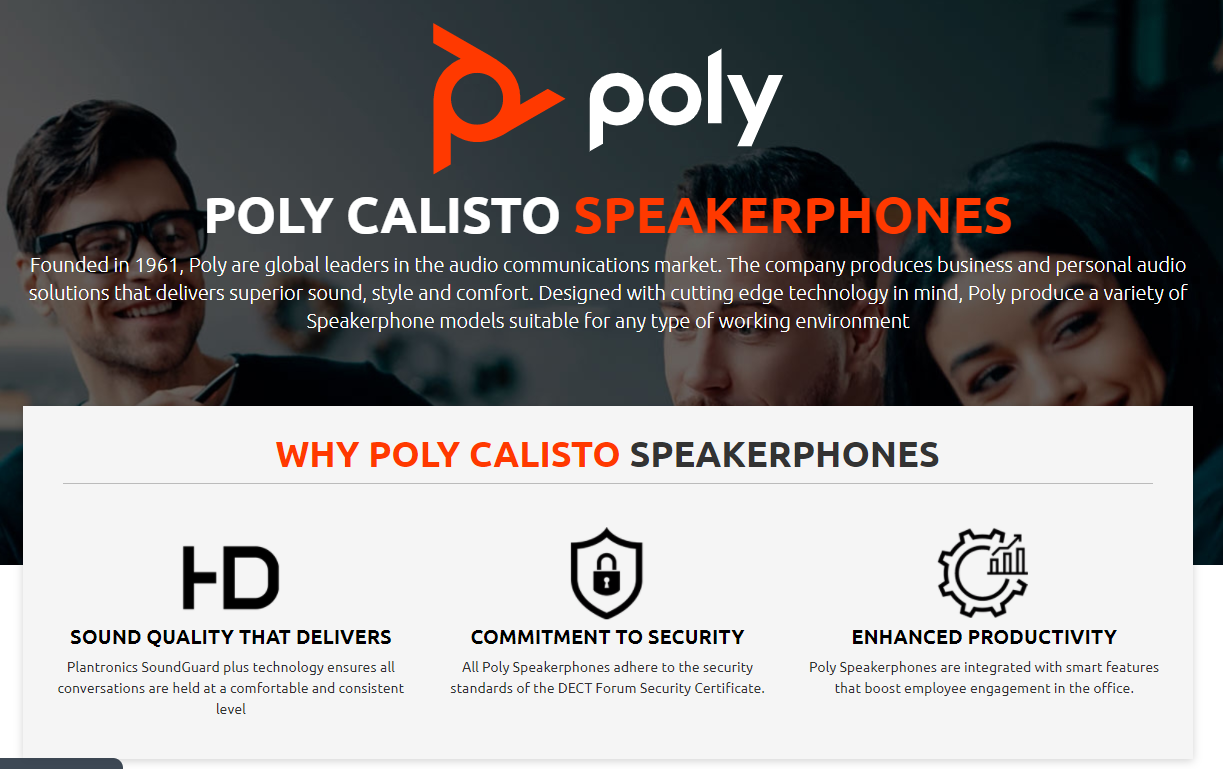 poly
POLY CALISTO SPEAKERPHONES
Founded in 1961, Poly are global leaders in the audio communications market. The company produces business and personal audio
solutions that delivers superior sound, style and comfort. Designed with cutting edge technology in mind, Poly produce a variety of
Speakerphone models suitable for any type of working environment
WHY POLY CALISTO SPEAKERPHONES
HD
SOUND QUALITY THAT DELIVERS
Plantronics SoundGuard plus technology ensures all
conversations are held at a comfortable and consistent
level
COMMITMENT TO SECURITY
All Poly Speakerphones adhere to the security
standards of the DECT Forum Security Certificate.
ENHANCED PRODUCTIVITY
Poly Speakerphones are integrated with smart features
that boost employee engagement in the office.